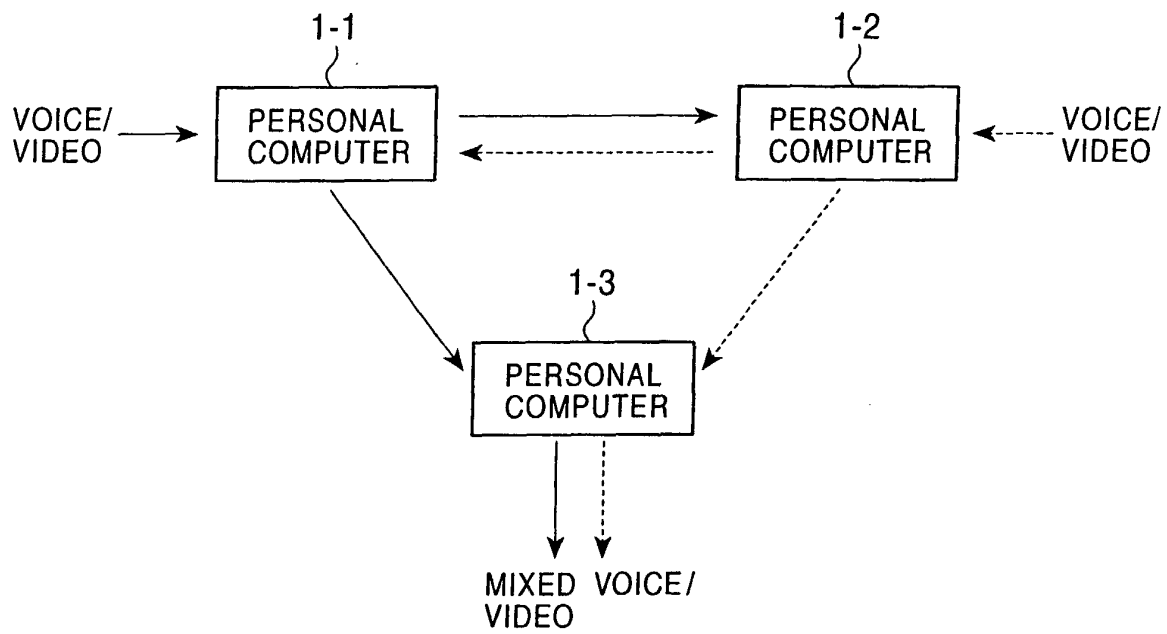 1-1
1-2
VOICE/
VIDEO
PERSONAL
COMPUTER
PERSONAL
COMPUTER
VOICE/
VIDEO
1-3
PERSONAL
COMPUTER
MIXED VOICE/
VIDEO